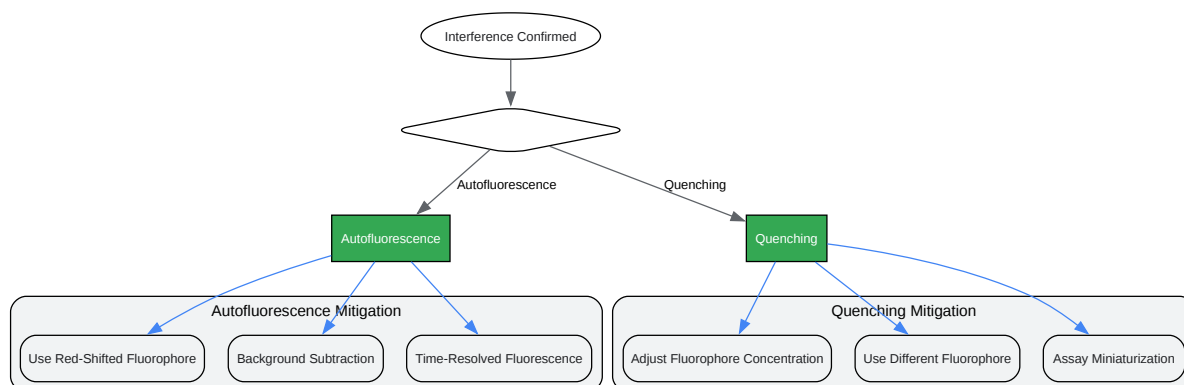 Interference Confirmed
Autofluorescence
Quenching
Autofluorescence
Quenching
Autofluorescence Mitigation
Quenching Mitigation
Use Red-Shifted Fluorophore
Background Subtraction
Time-Resolved Fluorescence
Adjust Fluorophore Concentration
Use Different Fluorophore
Assay Miniaturization